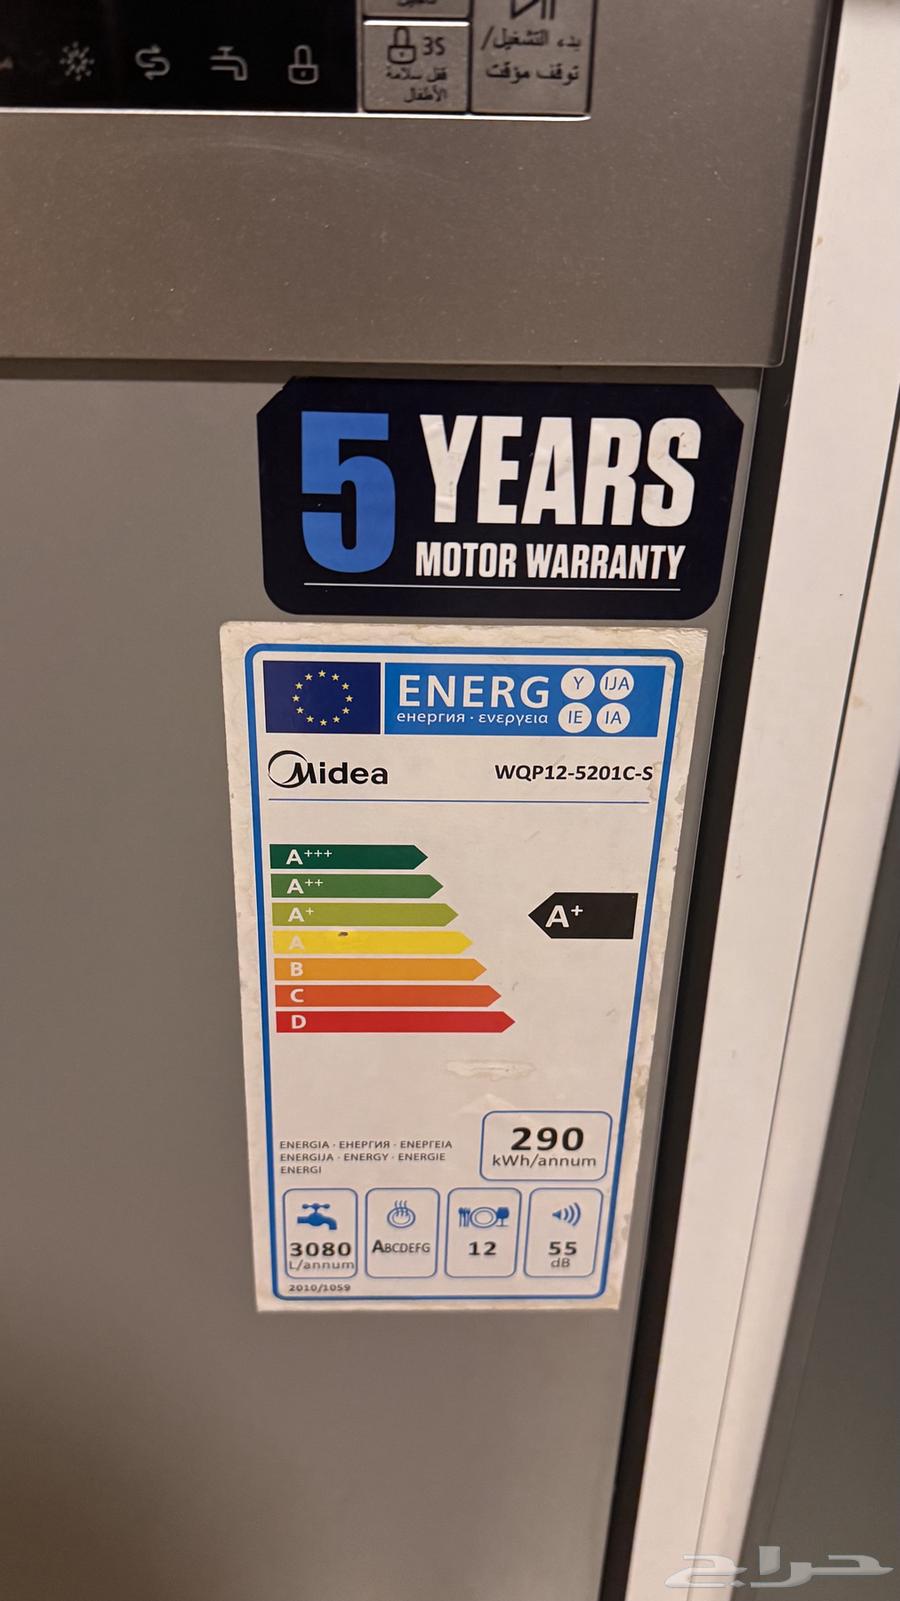 3S
قفل سلامة
الأطفال
بدء التشغيل/
توقف مؤقت
5 YEARS
MOTOR WARRANTY
ENERG Y IJA
енергия · ενεργεια IE IA
Midea WQP12-5201C-S
A+++
A++
A+
A+
A
B
C
D
290
kWh/annum
ENERGIA · ЕНЕРГИЯ · ΕΝΕΡΓΕΙΑ
ENERGIJA · ENERGY · ENERGIE
ENERGI
3080
L/annum
ABCDEFG
12
55
dB
2010/1059
حراج